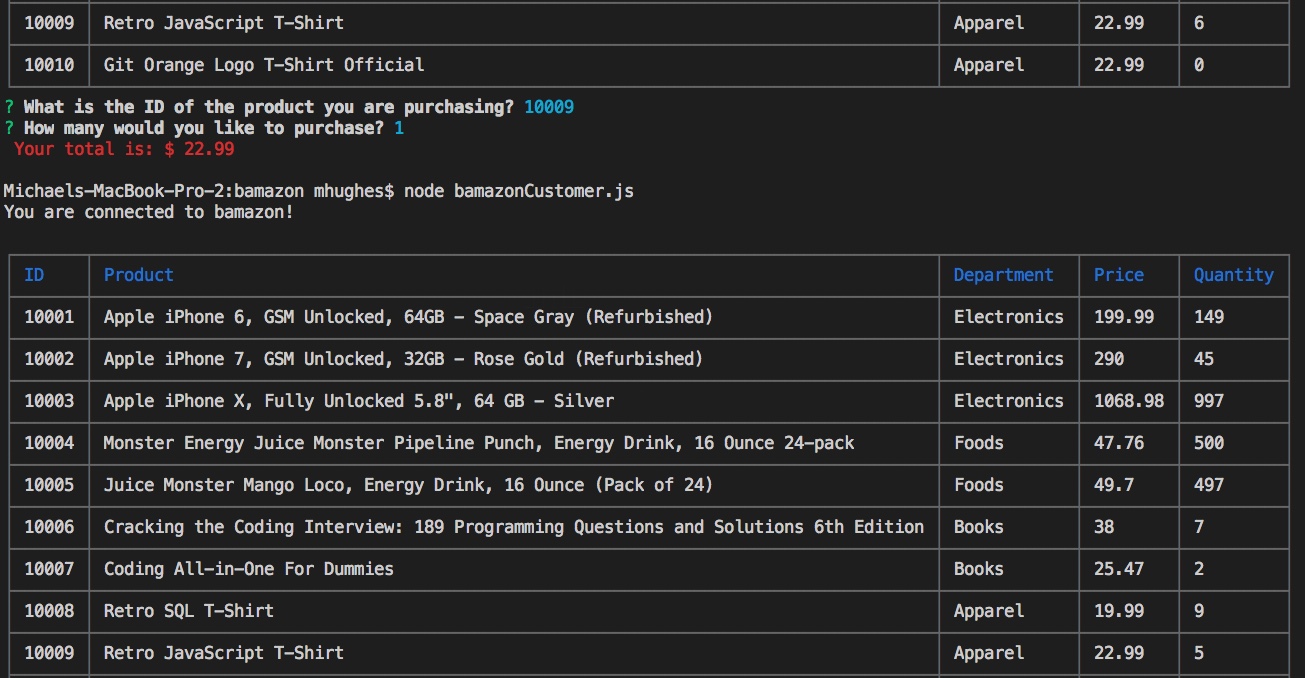 10009 Retro JavaScript T-Shirt Apparel 22.99 6
10010 Git Orange Logo T-Shirt Official Apparel 22.99 0
? What is the ID of the product you are purchasing? 10009
? How many would you like to purchase? 1
Your total is: $ 22.99
Michaels-MacBook-Pro-2:bamazon mhughes$ node bamazonCustomer.js
You are connected to bamazon!
ID Product Department Price Quantity
10001 Apple iPhone 6, GSM Unlocked, 64GB - Space Gray (Refurbished) Electronics 199.99 149
10002 Apple iPhone 7, GSM Unlocked, 32GB - Rose Gold (Refurbished) Electronics 290 45
10003 Apple iPhone X, Fully Unlocked 5.8", 64 GB - Silver Electronics 1068.98 997
10004 Monster Energy Juice Monster Pipeline Punch, Energy Drink, 16 Ounce 24-pack Foods 47.76 500
10005 Juice Monster Mango Loco, Energy Drink, 16 Ounce (Pack of 24) Foods 49.7 497
10006 Cracking the Coding Interview: 189 Programming Questions and Solutions 6th Edition Books 38 7
10007 Coding All-in-One For Dummies Books 25.47 2
10008 Retro SQL T-Shirt Apparel 19.99 9
10009 Retro JavaScript T-Shirt Apparel 22.99 5